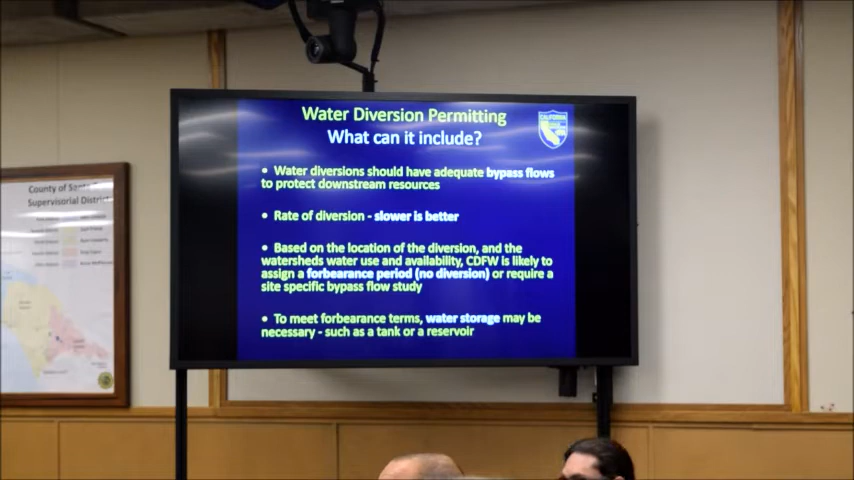 Water Diversion Permitting
What can it include?
CALIFORNIA
• Water diversions should have adequate bypass flows
to protect downstream resources
• Rate of diversion - slower is better
• Based on the location of the diversion, and the
watersheds water use and availability, CDFW is likely to
assign a forbearance period (no diversion) or require a
site specific bypass flow study
• To meet forbearance terms, water storage may be
necessary - such as a tank or a reservoir
County of Santa
Supervisorial District